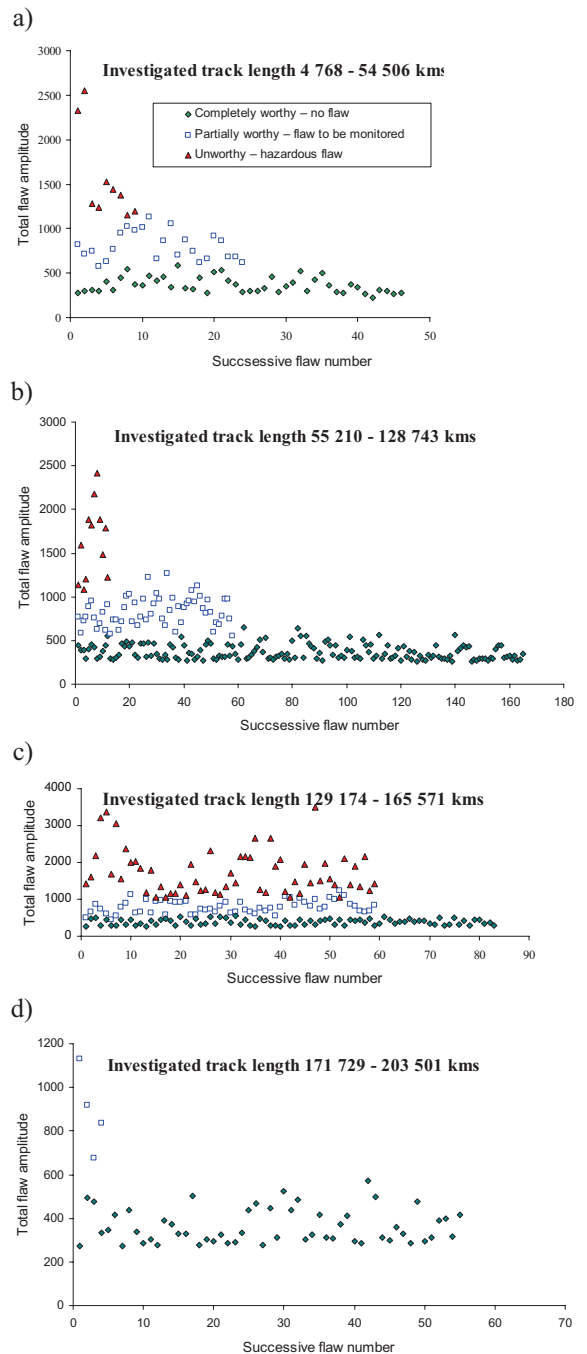 a)
3000
2500
2000
1500
1000
500
0
Total flaw amplitude
Investigated track length 4 768 - 54 506 kms
Completely worthy – no flaw
Partially worthy – flaw to be monitored
Unworthy – hazardous flaw
0 10 20 30 40 50
Succsessive flaw number
b)
3000
2500
2000
1500
1000
500
0
Total flaw amplitude
Investigated track length 55 210 - 128 743 kms
0 20 40 60 80 100 120 140 160 180
Succsessive flaw number
c)
4000
3000
2000
1000
0
Total flaw amplitude
Investigated track length 129 174 - 165 571 kms
0 10 20 30 40 50 60 70 80 90
Successive flaw number
d)
1200
1000
800
600
400
200
0
Total flaw amplitude
Investigated track length 171 729 - 203 501 kms
0 10 20 30 40 50 60 70
Successive flaw number